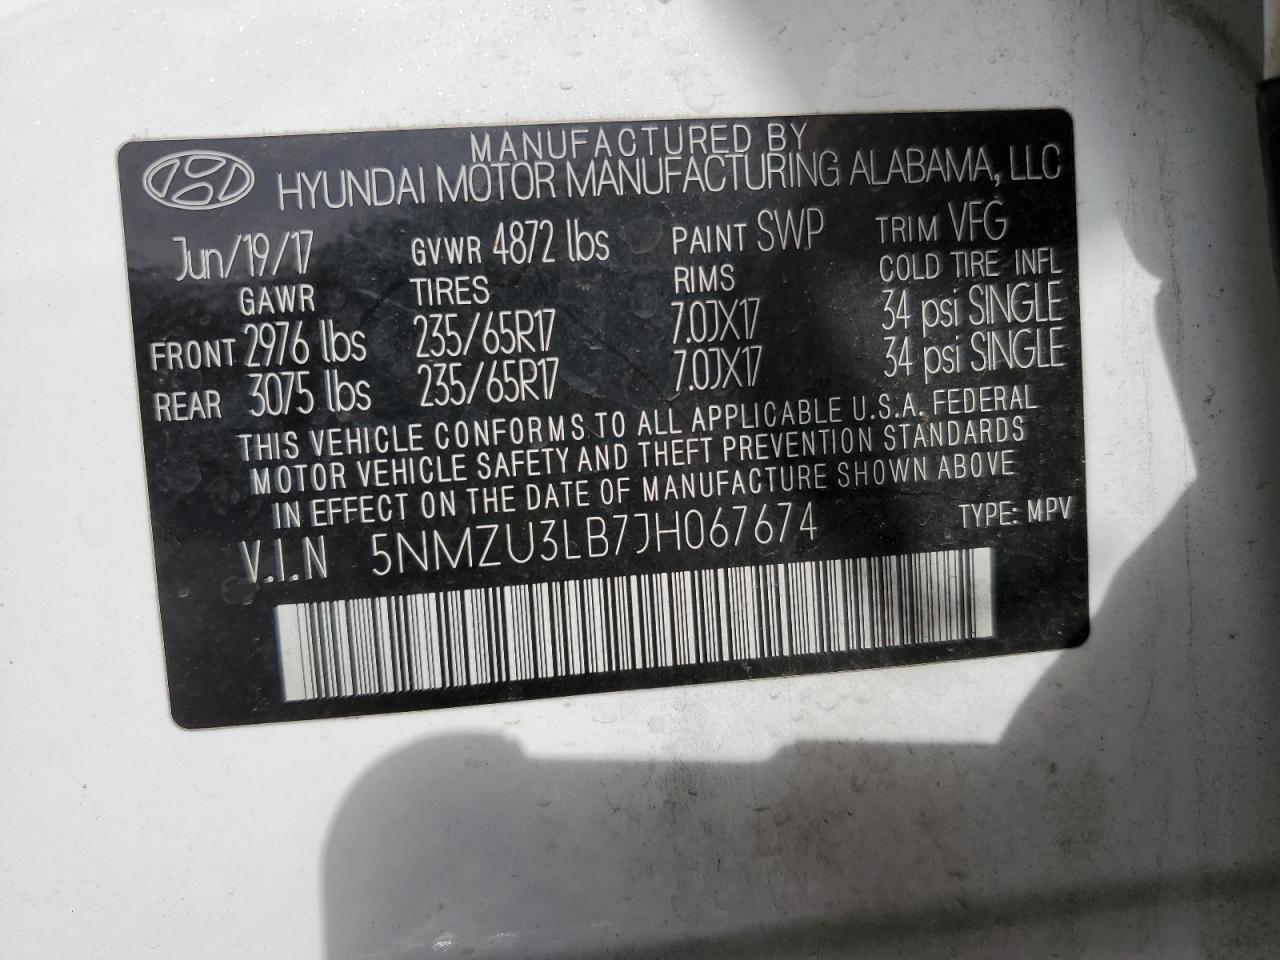 MANUFACTURED BY
HYUNDAI MOTOR MANUFACTURING ALABAMA, LLC
Jun/19/17 GVWR 4872 lbs PAINT SWP TRIM VFG
GAWR TIRES RIMS COLD TIRE INFL
FRONT 2976 lbs 235/65R17 7.0JX17 34 psi SINGLE
REAR 3075 lbs 235/65R17 7.0JX17 34 psi SINGLE
THIS VEHICLE CONFORMS TO ALL APPLICABLE U.S.A. FEDERAL
MOTOR VEHICLE SAFETY AND THEFT PREVENTION STANDARDS
IN EFFECT ON THE DATE OF MANUFACTURE SHOWN ABOVE
V.I.N 5NMZU3LB7JH067674 TYPE: MPV